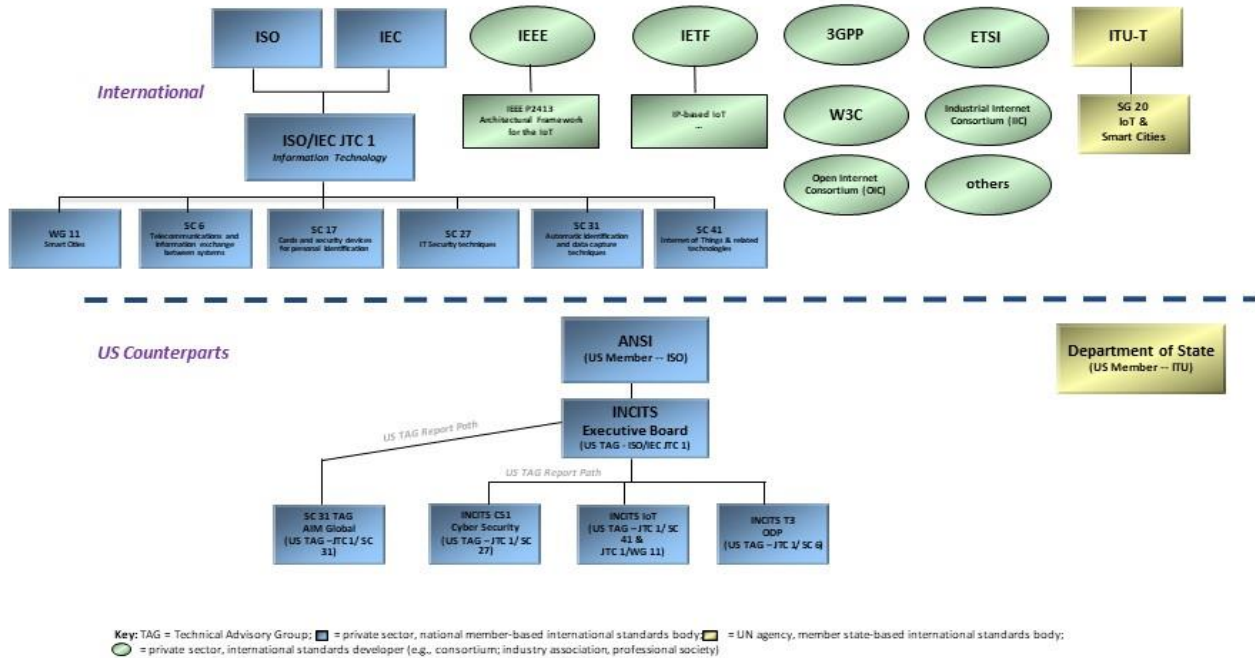 ISO
IEC
IEEE
IETF
3GPP
ETSI
ITU-T
International
IEEE P2413
Architectural Framework
for the IoT
IP-based IoT
...
W3C
Industrial Internet
Consortium (IIC)
SG 20
IoT &
Smart Cities
ISO/IEC JTC 1
Information Technology
Open Internet
Consortium (OIC)
others
WG 11
Smart Cities
SC 6
Telecommunications and
information exchange
between systems
SC 17
Cards and security devices
for personal identification
SC 27
IT Security techniques
SC 31
Automatic identification
and data capture
techniques
SC 41
Internet of Things & related
technologies
US Counterparts
ANSI
(US Member -- ISO)
Department of State
(US Member -- ITU)
INCITS
Executive Board
(US TAG - ISO/IEC JTC 1)
US TAG Report Path
US TAG Report Path
SC 31 TAG
AIM Global
(US TAG –JTC 1/ SC
31)
INCITS CS1
Cyber Security
(US TAG – JTC 1/ SC
27)
INCITS IoT
(US TAG – JTC 1/ SC
41 &
JTC 1/WG 11)
INCITS T3
ODP
(US TAG – JTC 1/ SC 6)
Key: TAG = Technical Advisory Group; = private sector, national member-based international standards body; = UN agency, member state-based international standards body;
= private sector, international standards developer (e.g., consortium; industry association, professional society)